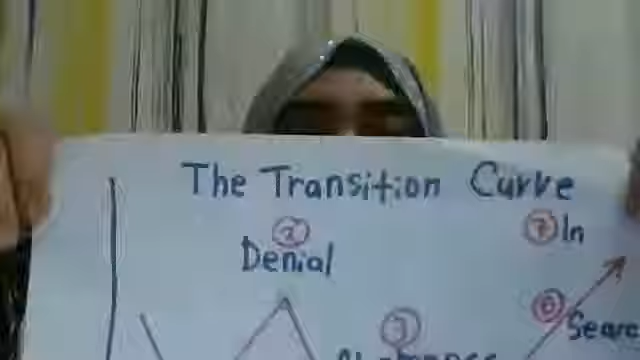 The Transition Curve
②
Denial
⑦ In
③
⑥ Searc